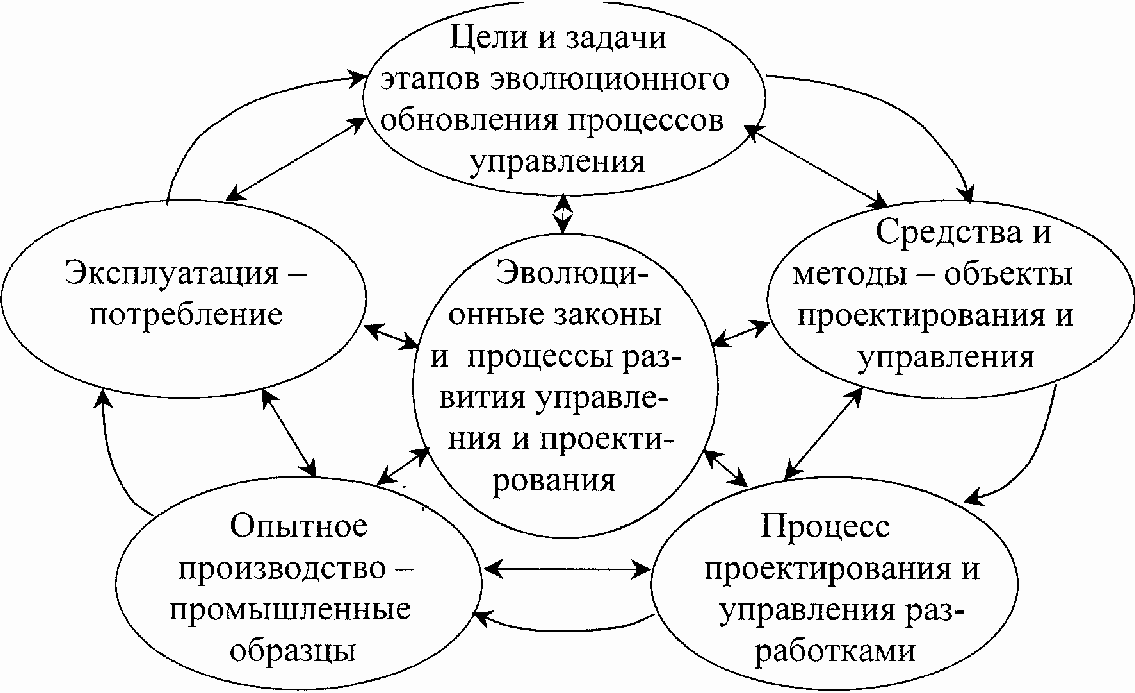 Цели и задачи
этапов эволюционного
обновления процессов
управления
Эксплуатация –
потребление
Эволюци-
онные законы
и процессы раз-
вития управле-
ния и проекти-
рования
Средства и
методы – объекты
проектирования и
управления
Опытное
производство –
промышленные
образцы
Процесс
проектирования и
управления раз-
работками